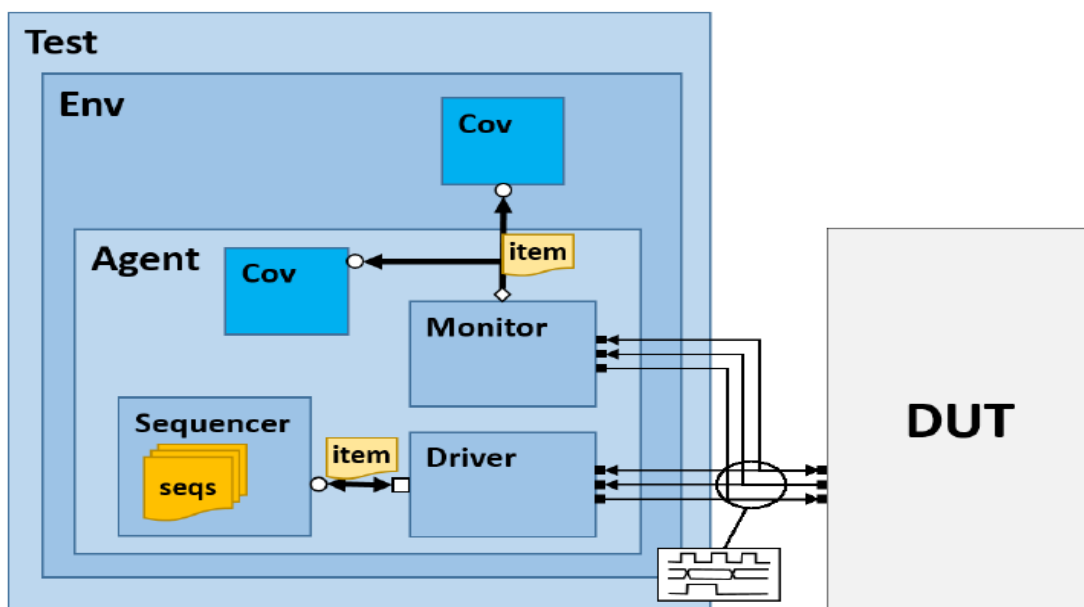 Test
Env
Cov
item
Agent
Cov
Monitor
Sequencer
seqs
item
Driver
DUT